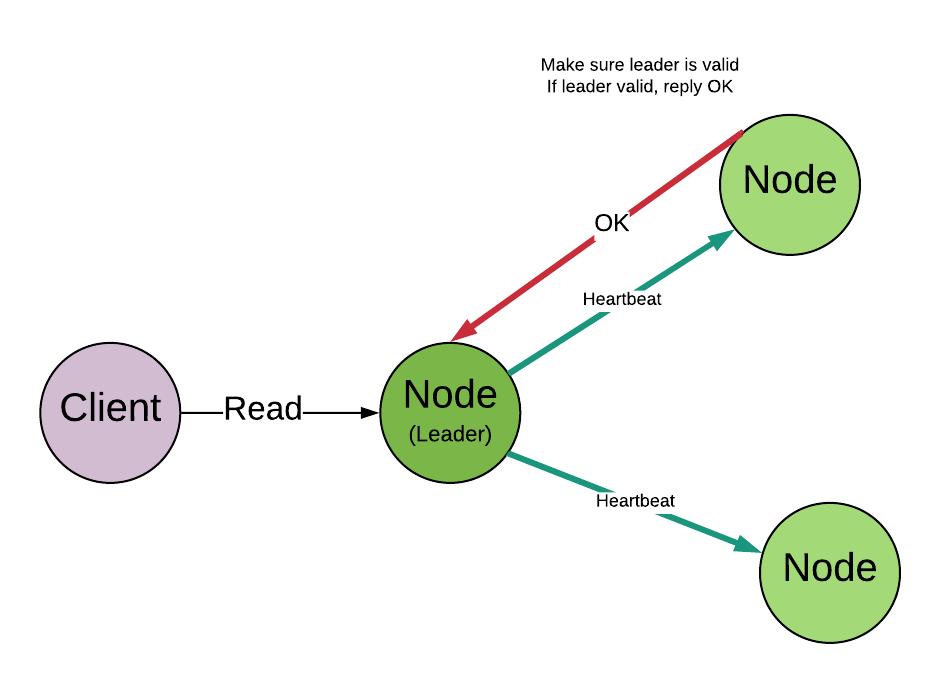 Make sure leader is valid
If leader valid, reply OK
Node
OK
Heartbeat
Client
Read
Node
(Leader)
Heartbeat
Node